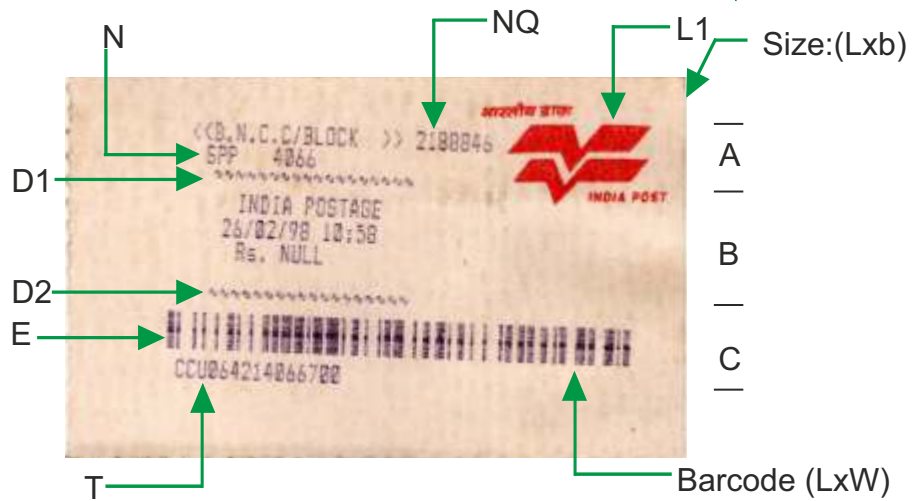 N
NQ
L1
Size:(Lxb)
भारतीय डाक
<<B.N.C.C/BLOCK >> 2188846
SPP 4066
A
D1
INDIA POST
INDIA POSTAGE
26/02/98 10:58
Rs. NULL
B
D2
E
C
CCU064214066700
T
Barcode (LxW)